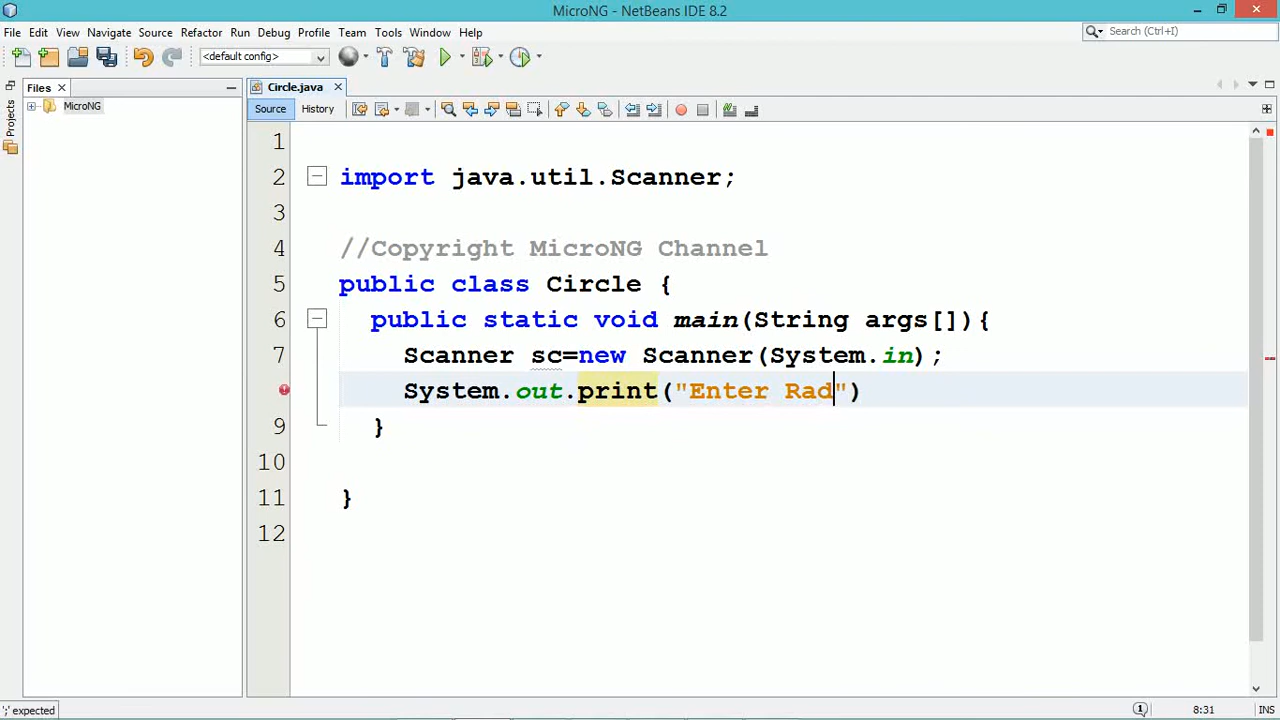 MicroNG - NetBeans IDE 8.2
File Edit View Navigate Source Refactor Run Debug Profile Team Tools Window Help
Search (Ctrl+I)
<default config>
Files
Circle.java
Projects
MicroNG
Source History
1
2 import java.util.Scanner;
3
4 //Copyright MicroNG Channel
5 public class Circle {
6 public static void main(String args[]){
7 Scanner sc=new Scanner(System.in);
System.out.print("Enter Rad")
9 }
10
11 }
12
';' expected
8:31 INS